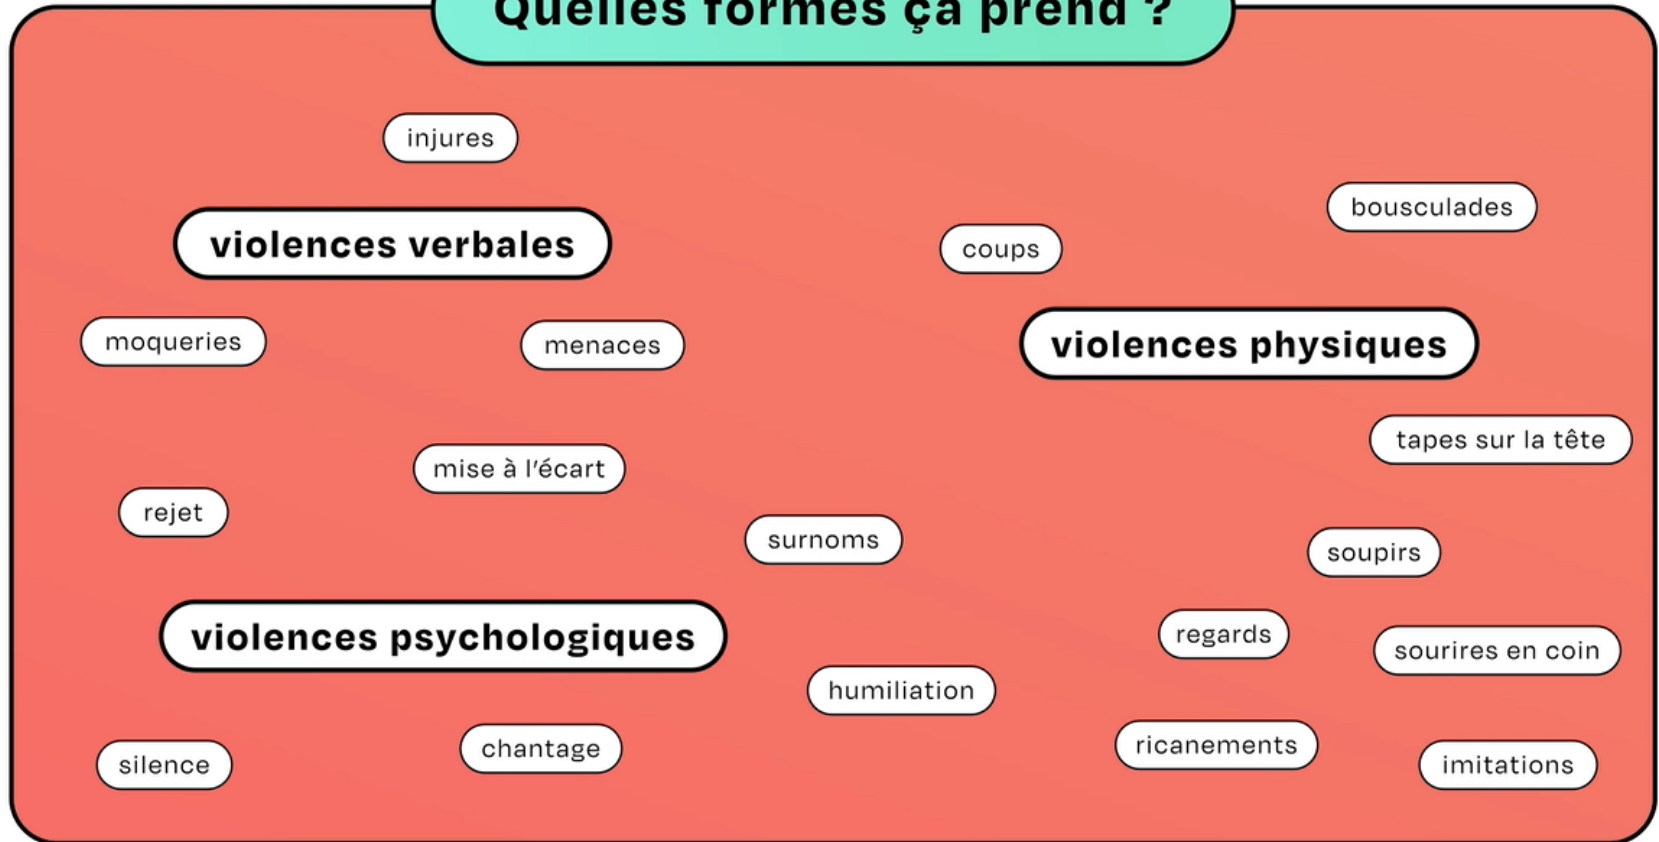 Quelles formes ça prend ?
injures
violences verbales
moqueries
menaces
coups
bousculades
violences physiques
tapes sur la tête
mise à l'écart
rejet
surnoms
violences psychologiques
humiliation
silence
chantage
soupirs
regards
sourires en coin
ricanements
imitations